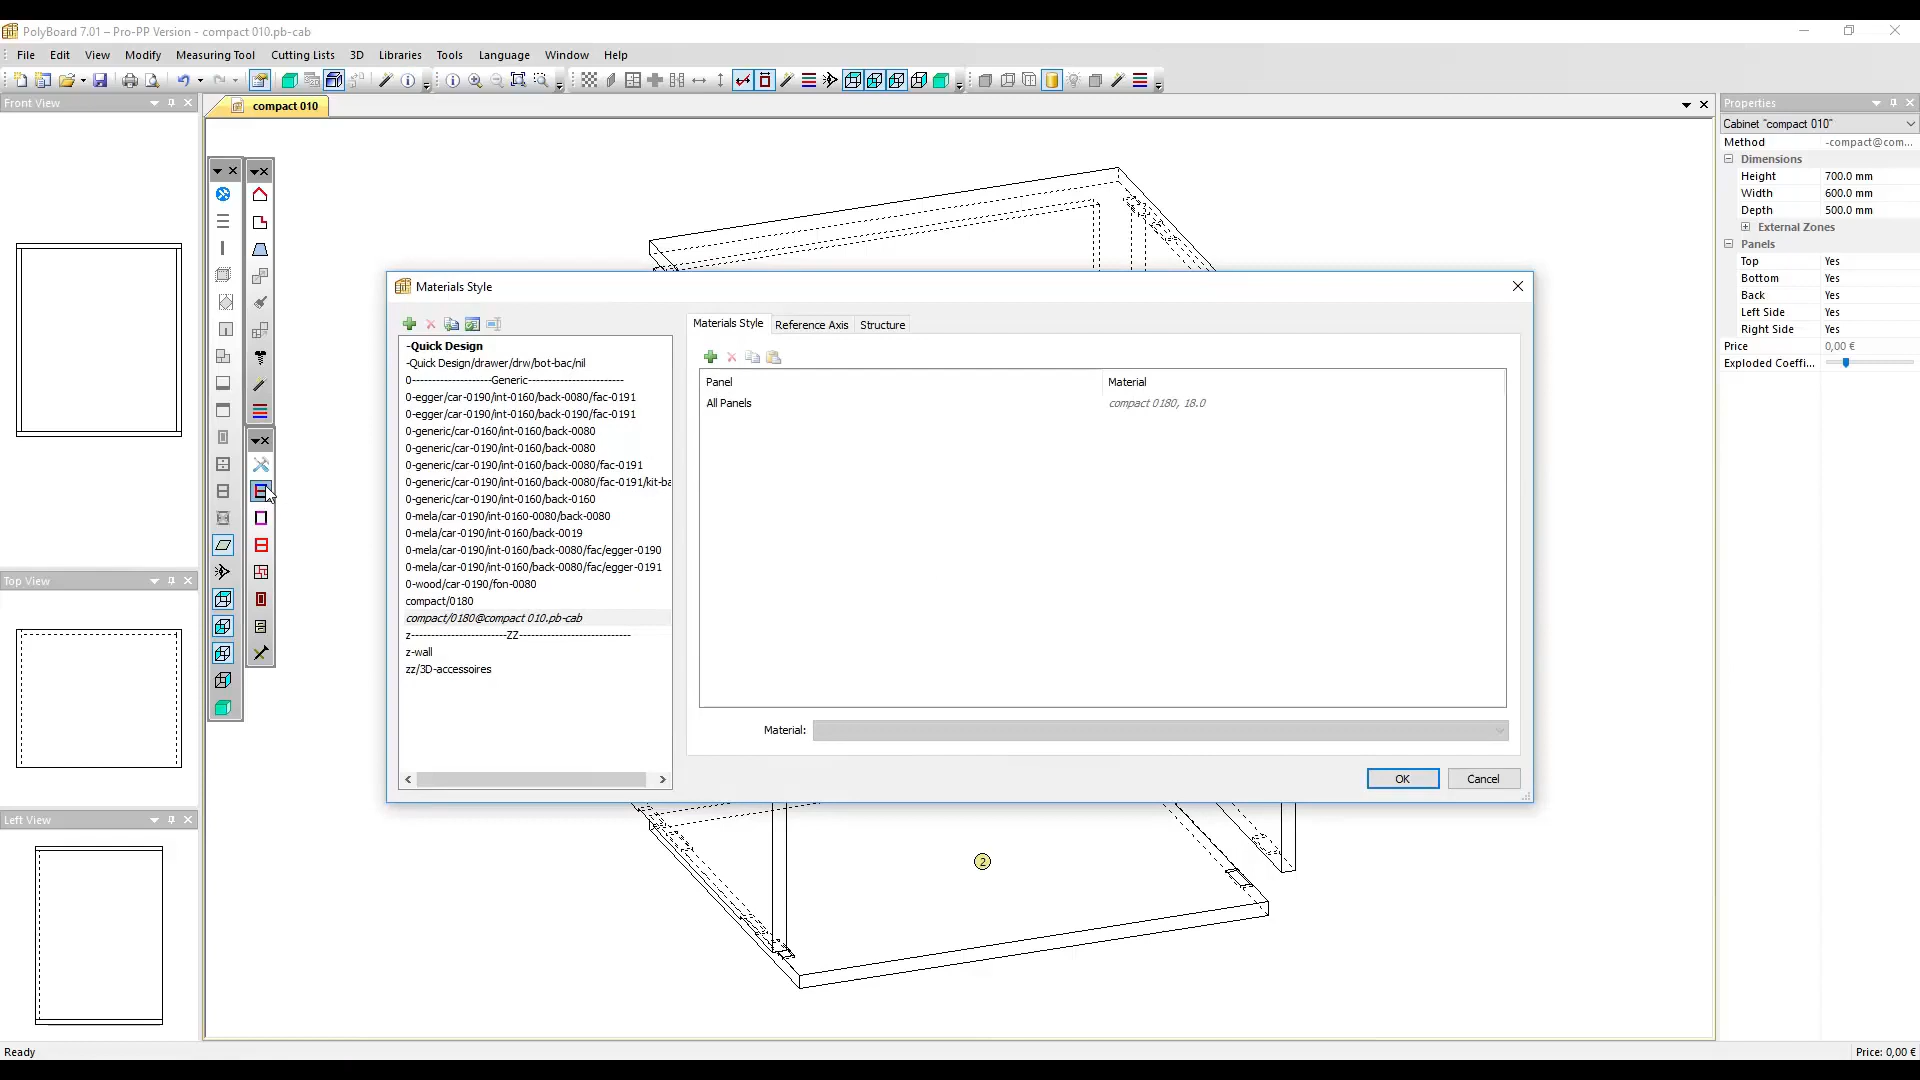 PolyBoard 7.01 – Pro-PP Version - compact 010.pb-cab
File Edit View Modify Measuring Tool Cutting Lists 3D Libraries Tools Language Window Help
Front View
compact 010
Properties
Cabinet "compact 010"
Method -compact@com...
Dimensions
Height 700.0 mm
Width 600.0 mm
Depth 500.0 mm
External Zones
Panels
Top Yes
Bottom Yes
Back Yes
Left Side Yes
Right Side Yes
Price 0,00 €
Exploded Coeffi...
Materials Style
-Quick Design
-Quick Design/drawer/drw/bot-bac/nil
0--------------------Generic------------------------
0-egger/car-0190/int-0160/back-0080/fac-0191
0-egger/car-0190/int-0160/back-0190/fac-0191
0-generic/car-0160/int-0160/back-0080
0-generic/car-0190/int-0160/back-0080
0-generic/car-0190/int-0160/back-0080/fac-0191
0-generic/car-0190/int-0160/back-0080/fac-0191/kit-ba
0-generic/car-0190/int-0160/back-0160
0-mela/car-0190/int-0160-0080/back-0080
0-mela/car-0190/int-0160/back-0019
0-mela/car-0190/int-0160/back-0080/fac/egger-0190
0-mela/car-0190/int-0160/back-0080/fac/egger-0191
0-wood/car-0190/fon-0080
compact/0180
compact/0180@compact 010.pb-cab
z------------------------ZZ----------------------------
z-wall
zz/3D-accessoires
Materials Style Reference Axis Structure
Panel Material
All Panels compact 0180, 18.0
Material:
OK Cancel
Top View
Left View
2
Ready
Price: 0,00 €